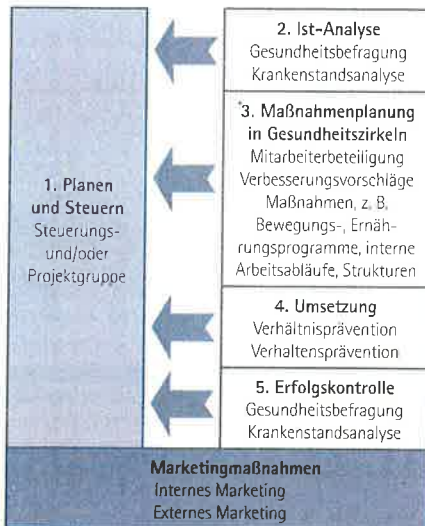 1. Planen
und Steuern
Steuerungs-
und/oder
Projektgruppe
2. Ist-Analyse
Gesundheitsbefragung
Krankenstandsanalyse
3. Maßnahmenplanung
in Gesundheitszirkeln
Mitarbeiterbeteiligung
Verbesserungsvorschläge
Maßnahmen, z. B.
Bewegungs-, Ernäh-
rungsprogramme, interne
Arbeitsabläufe, Strukturen
4. Umsetzung
Verhältnisprävention
Verhaltensprävention
5. Erfolgskontrolle
Gesundheitsbefragung
Krankenstandsanalyse
Marketingmaßnahmen
Internes Marketing
Externes Marketing